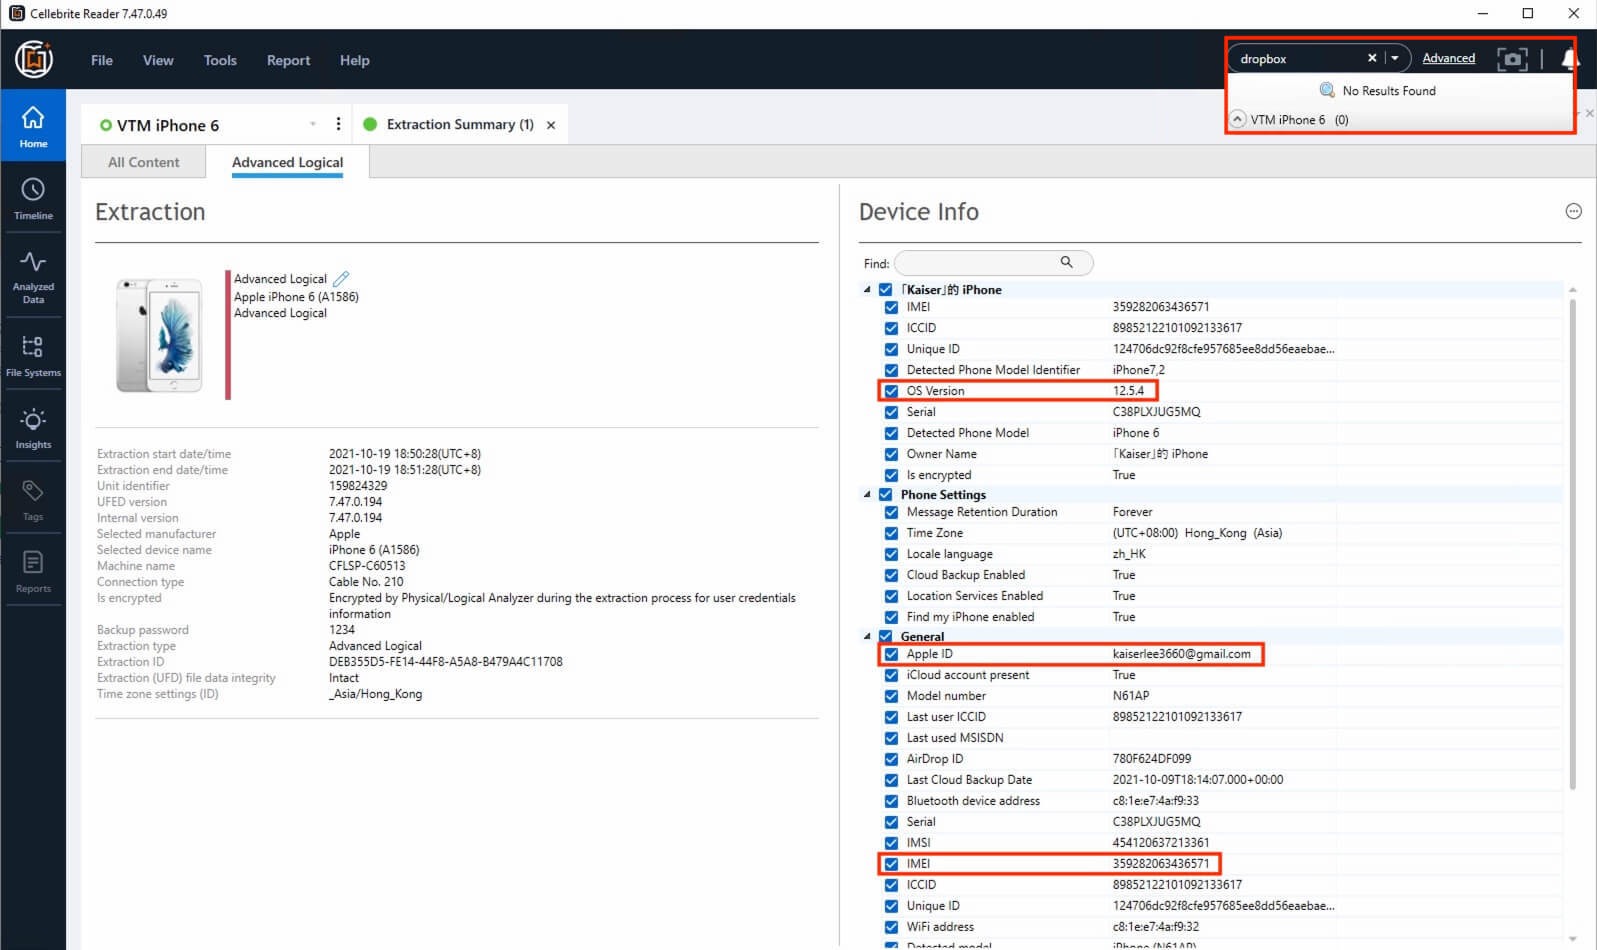 Cellebrite Reader 7.47.0.49
File View Tools Report Help
dropbox
Advanced
No Results Found
VTM iPhone 6 (0)
Home
Timeline
Analyzed
Data
File Systems
Insights
Tags
Reports
VTM iPhone 6
Extraction Summary (1)
All Content
Advanced Logical
Extraction
Advanced Logical
Apple iPhone 6 (A1586)
Advanced Logical
Extraction start date/time 2021-10-19 18:50:28(UTC+8)
Extraction end date/time 2021-10-19 18:51:28(UTC+8)
Unit identifier 159824329
UFED version 7.47.0.194
Internal version 7.47.0.194
Selected manufacturer Apple
Selected device name iPhone 6 (A1586)
Machine name CFLSP-C60513
Connection type Cable No. 210
Is encrypted Encrypted by Physical/Logical Analyzer during the extraction process for user credentials
information
Backup password 1234
Extraction type Advanced Logical
Extraction ID DEB355D5-FE14-44F8-A5A8-B479A4C11708
Extraction (UFD) file data integrity Intact
Time zone settings (ID) _Asia/Hong_Kong
Device Info
Find:
「Kaiser」的 iPhone
IMEI 359282063436571
ICCID 89852122101092133617
Unique ID 124706dc92f8cfe957685ee8dd56eaebae...
Detected Phone Model Identifier iPhone7,2
OS Version 12.5.4
Serial C38PLXJUG5MQ
Detected Phone Model iPhone 6
Owner Name 「Kaiser」的 iPhone
Is encrypted True
Phone Settings
Message Retention Duration Forever
Time Zone (UTC+08:00) Hong_Kong (Asia)
Locale language zh_HK
Cloud Backup Enabled True
Location Services Enabled True
Find my iPhone enabled True
General
Apple ID kaiserlee3660@gmail.com
iCloud account present True
Model number N61AP
Last user ICCID 89852122101092133617
Last used MSISDN
AirDrop ID 780F624DF099
Last Cloud Backup Date 2021-10-09T18:14:07.000+00:00
Bluetooth device address c8:1e:e7:4a:f9:33
Serial C38PLXJUG5MQ
IMSI 454120637213361
IMEI 359282063436571
ICCID 89852122101092133617
Unique ID 124706dc92f8cfe957685ee8dd56eaebae...
WiFi address c8:1e:e7:4a:f9:32
Detected model iPhone (N61AP)